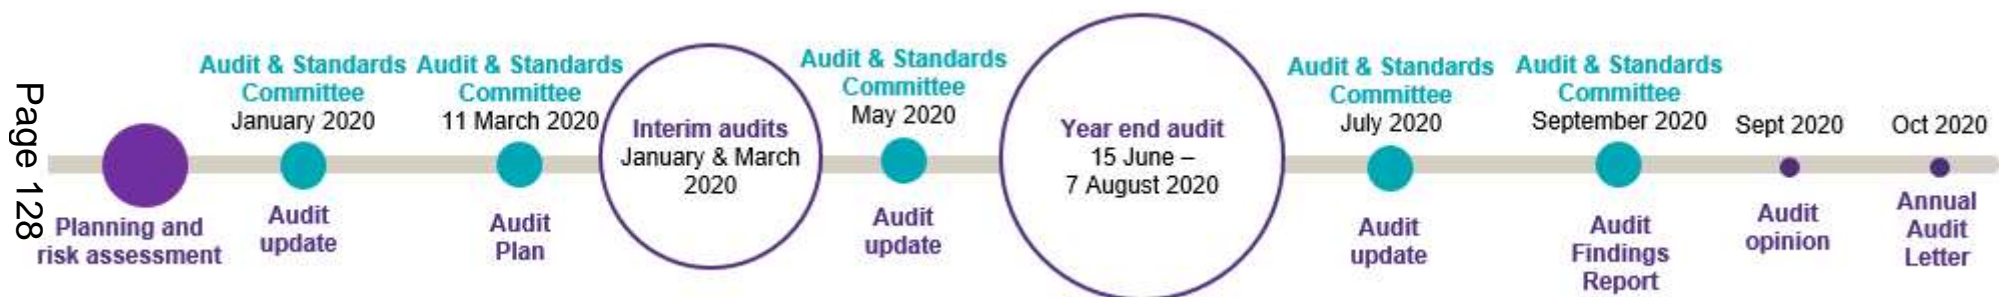 Page 128
Planning and
risk assessment
Audit & Standards
Committee
January 2020
Audit
update
Audit & Standards
Committee
11 March 2020
Audit
Plan
Interim audits
January & March
2020
Audit & Standards
Committee
May 2020
Audit
update
Year end audit
15 June –
7 August 2020
Audit & Standards
Committee
July 2020
Audit
update
Audit & Standards
Committee
September 2020
Audit
Findings
Report
Sept 2020
Audit
opinion
Oct 2020
Annual
Audit
Letter